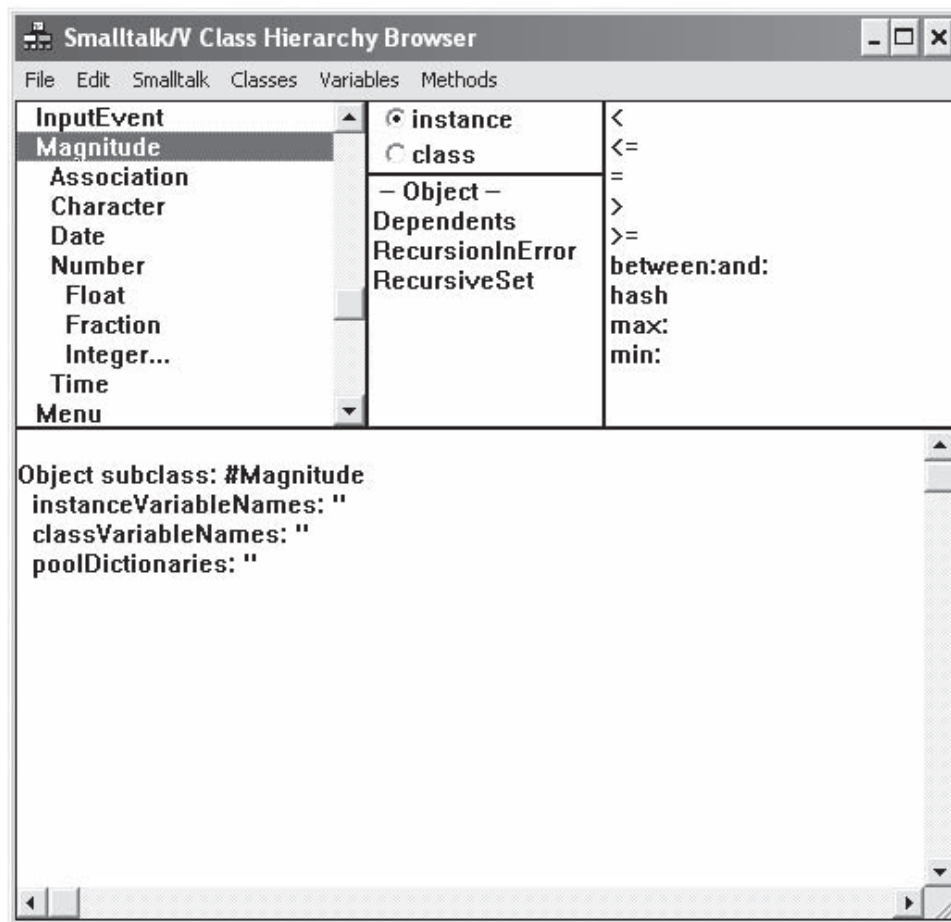 Smalltalk/V Class Hierarchy Browser
File Edit Smalltalk Classes Variables Methods
InputEvent
Magnitude
Association
Character
Date
Number
Float
Fraction
Integer...
Time
Menu
instance
class
– Object –
Dependents
RecursionInError
RecursiveSet
<
<=
=
>
>=
between:and:
hash
max:
min:
Object subclass: #Magnitude
instanceVariableNames: ''
classVariableNames: ''
poolDictionaries: ''